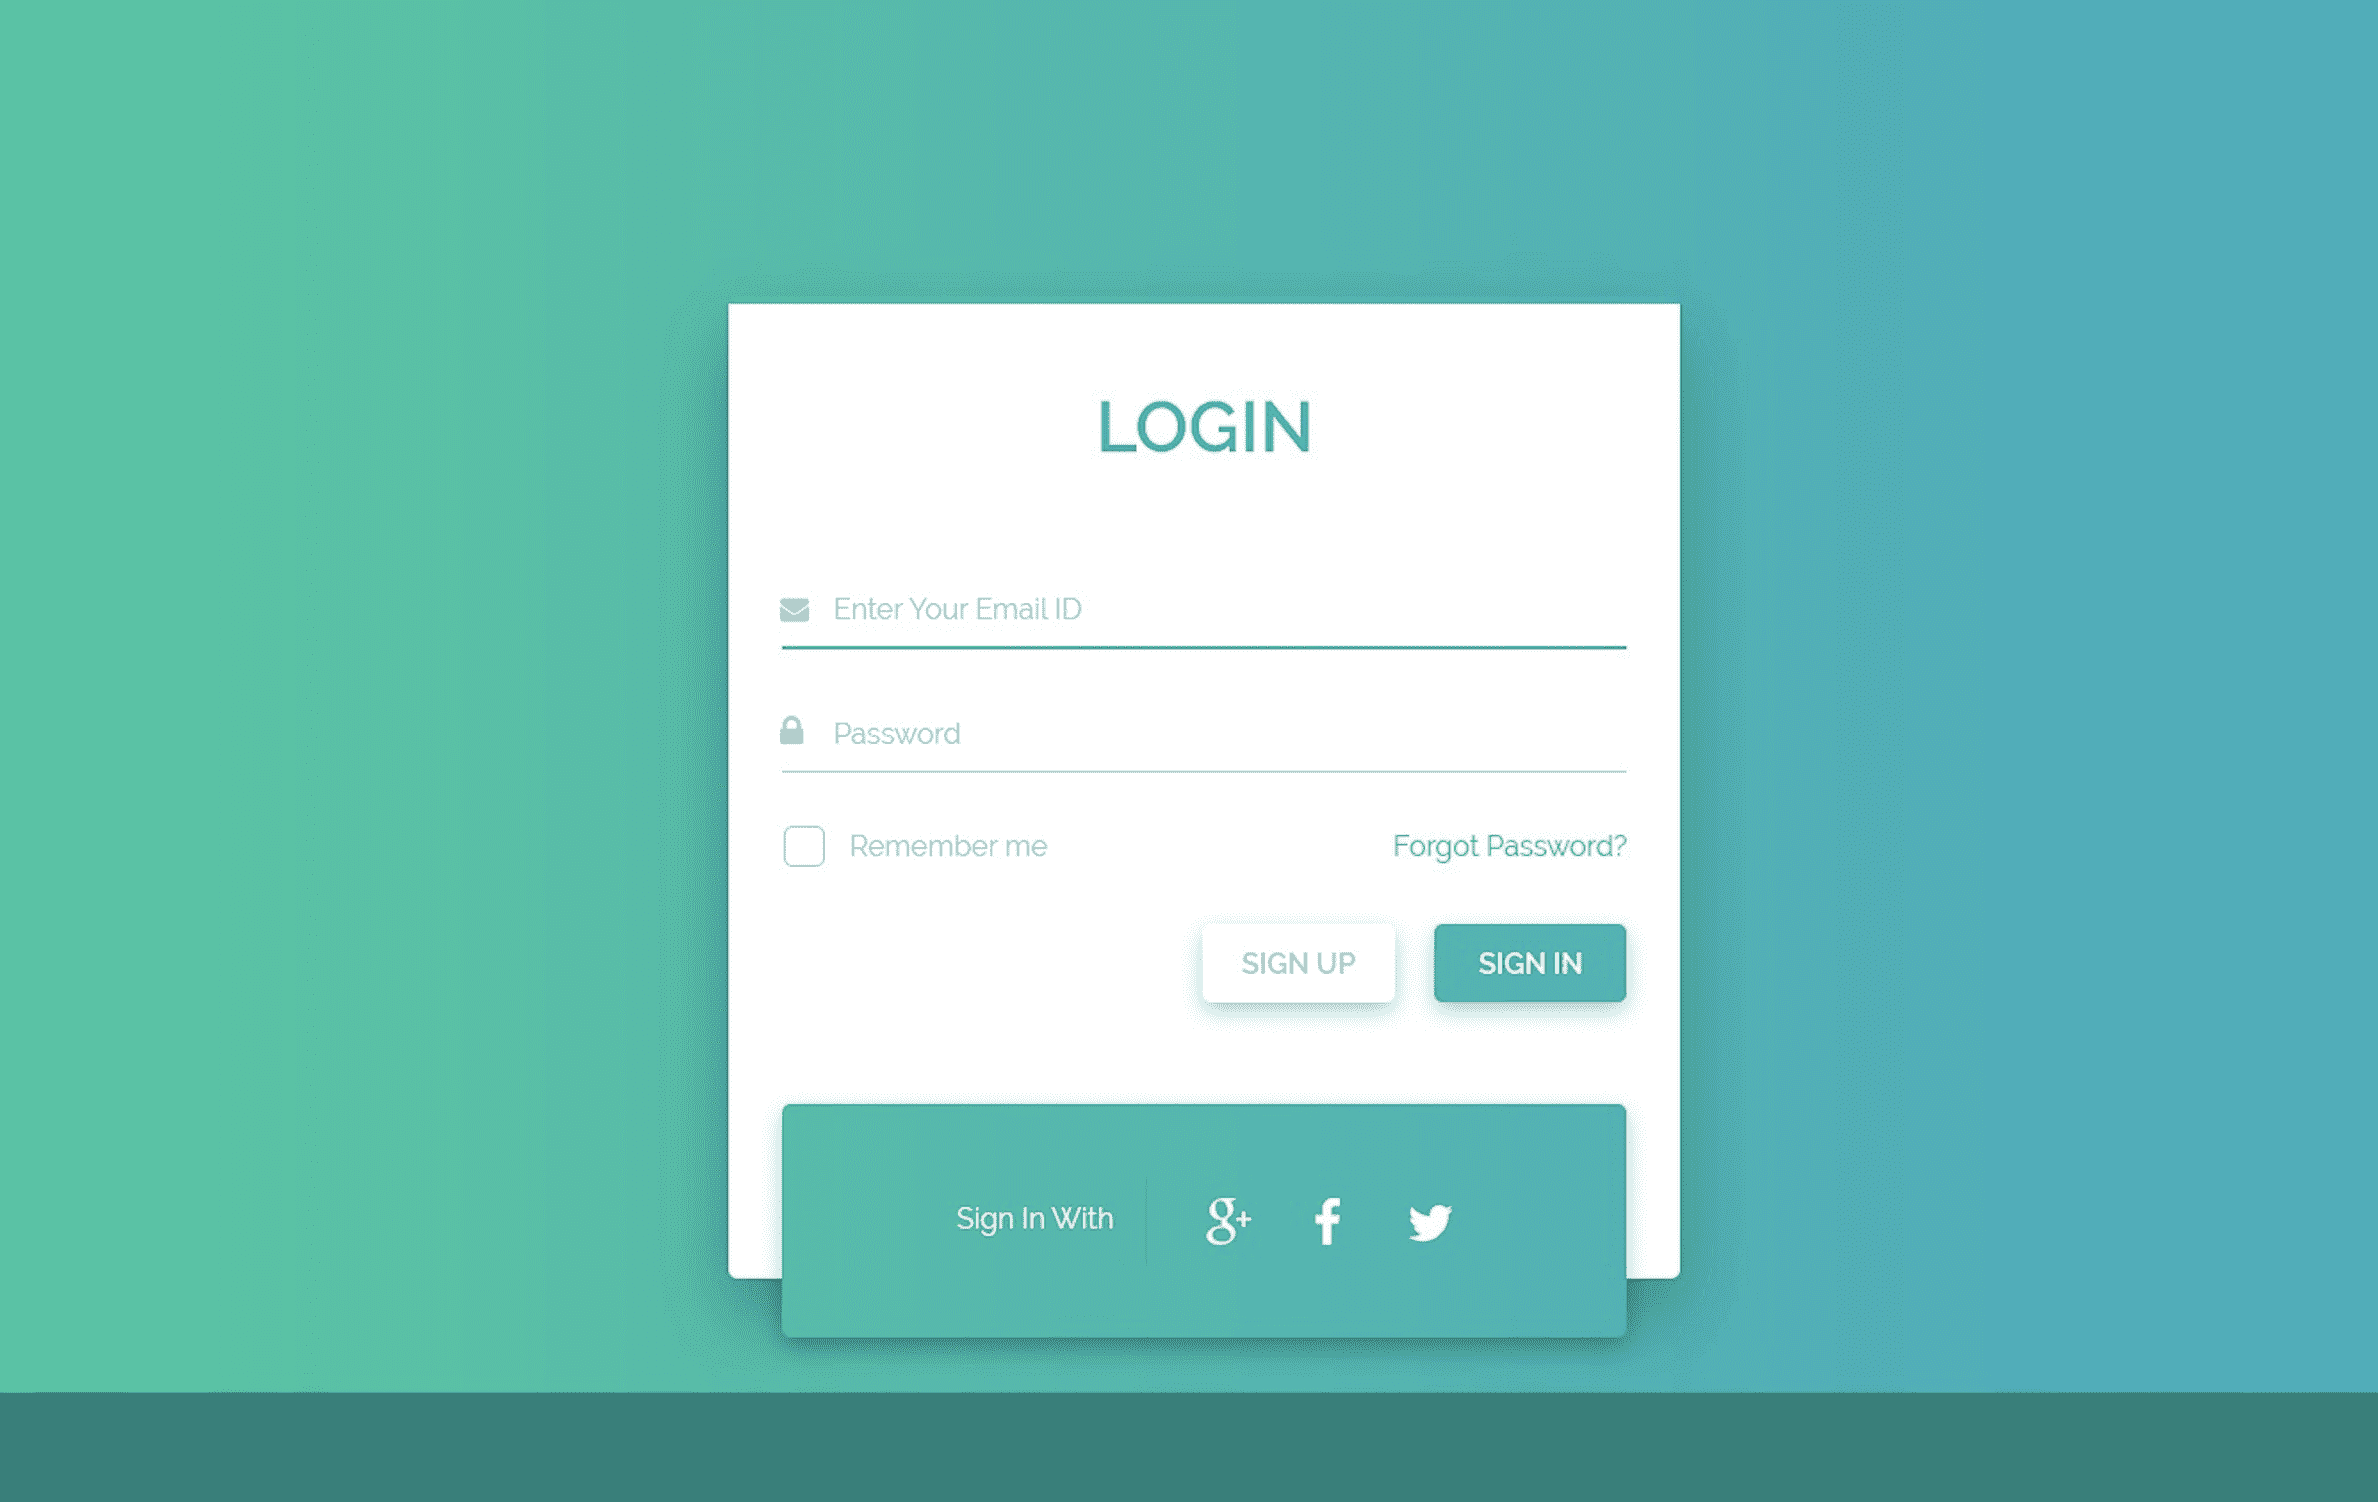 LOGIN
Enter Your Email ID
Password
Remember me
Forgot Password?
SIGN UP
SIGN IN
Sign In With
g+
f